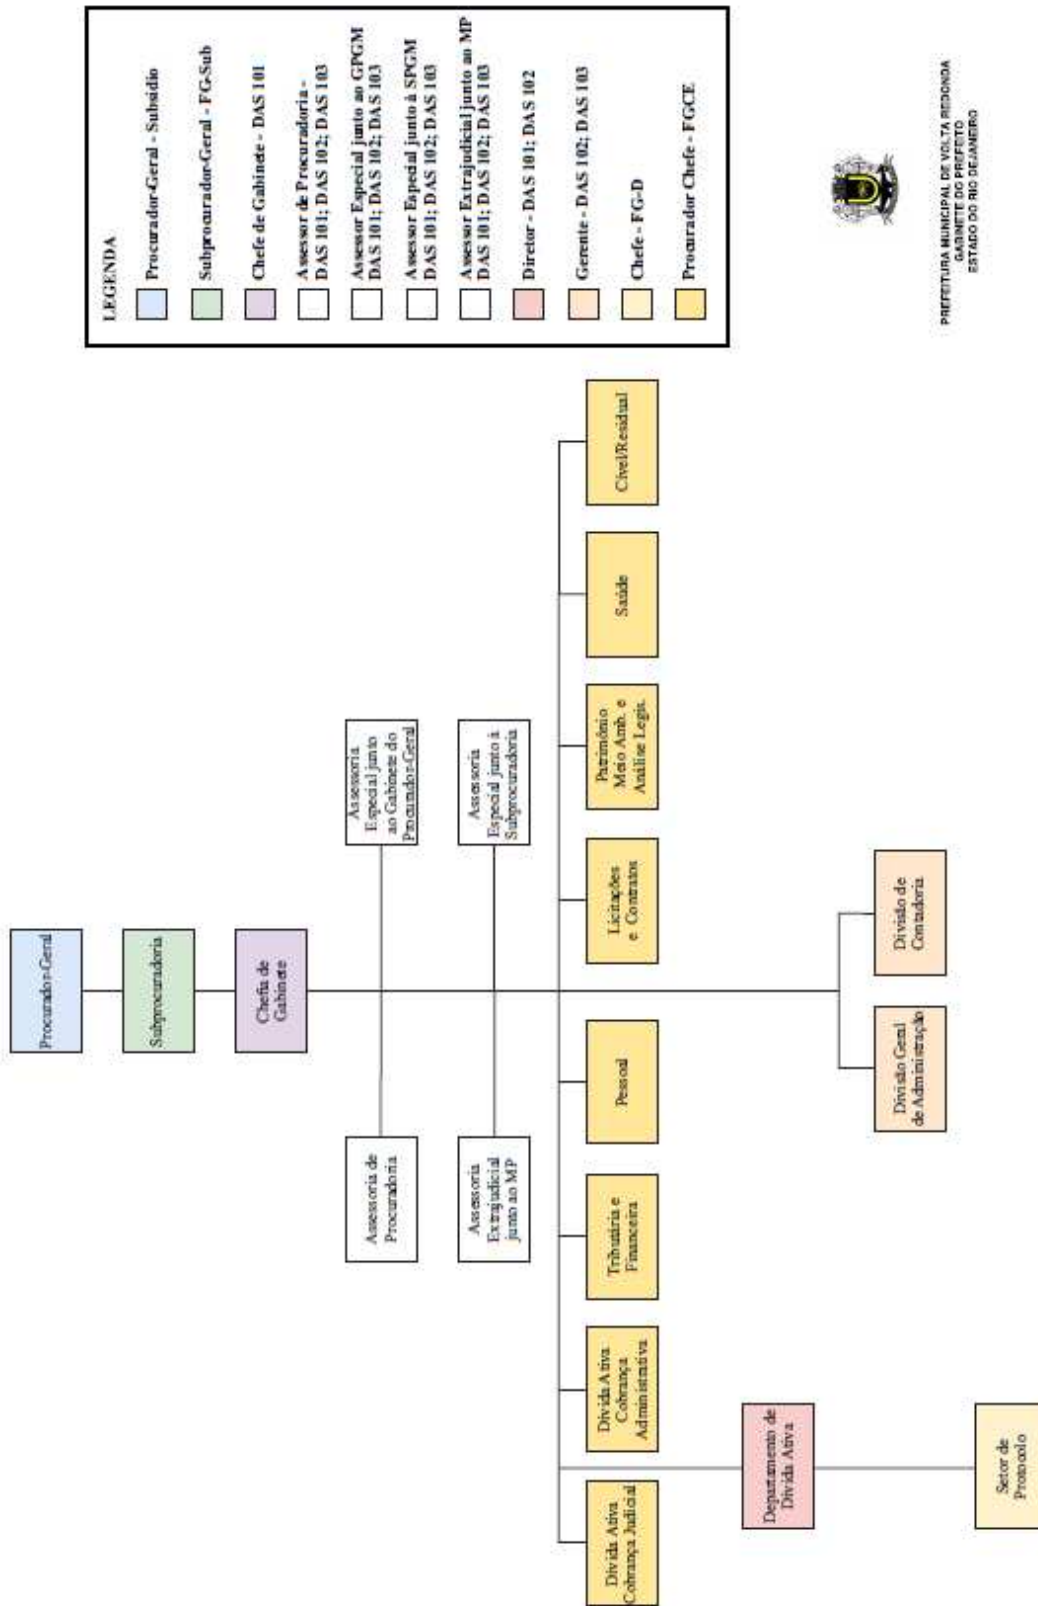 Procurador-Geral
Subprocuradoria
Chefia de
Gabinete
Assessoria de
Procuradoria
Assessoria
Especial junto
ao Gabinete do
Procurador-Geral
Assessoria
Extrajudicial
junto ao MP
Assessoria
Especial junto à
Subprocuradoria
Dívida Ativa
Cobrança Judicial
Dívida Ativa
Cobrança
Administrativa
Tributária e
Financeira
Pessoal
Licitações
e Contratos
Patrimônio
Meio Amb. e
Análise Legis.
Saúde
Cível/Residual
Departamento de
Dívida Ativa
Divisão Geral
de Administração
Divisão de
Contadoria
Setor de
Protocolo
LEGENDA
Procurador-Geral - Subsídio
Subprocurador-Geral - FG-Sub
Chefe de Gabinete - DAS 101
Assessor de Procuradoria -
DAS 101; DAS 102; DAS 103
Assessor Especial junto ao GPGM
DAS 101; DAS 102; DAS 103
Assessor Especial junto à SPGM
DAS 101; DAS 102; DAS 103
Assessor Extrajudicial junto ao MP
DAS 101; DAS 102; DAS 103
Diretor - DAS 101; DAS 102
Gerente - DAS 102; DAS 103
Chefe - FG-D
Procurador Chefe - FGCE
PREFEITURA MUNICIPAL DE VOLTA REDONDA
GABINETE DO PREFEITO
ESTADO DO RIO DE JANEIRO